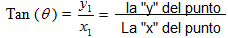 Tan (θ) = y₁/x₁ = la "y" del punto / La "x" del punto